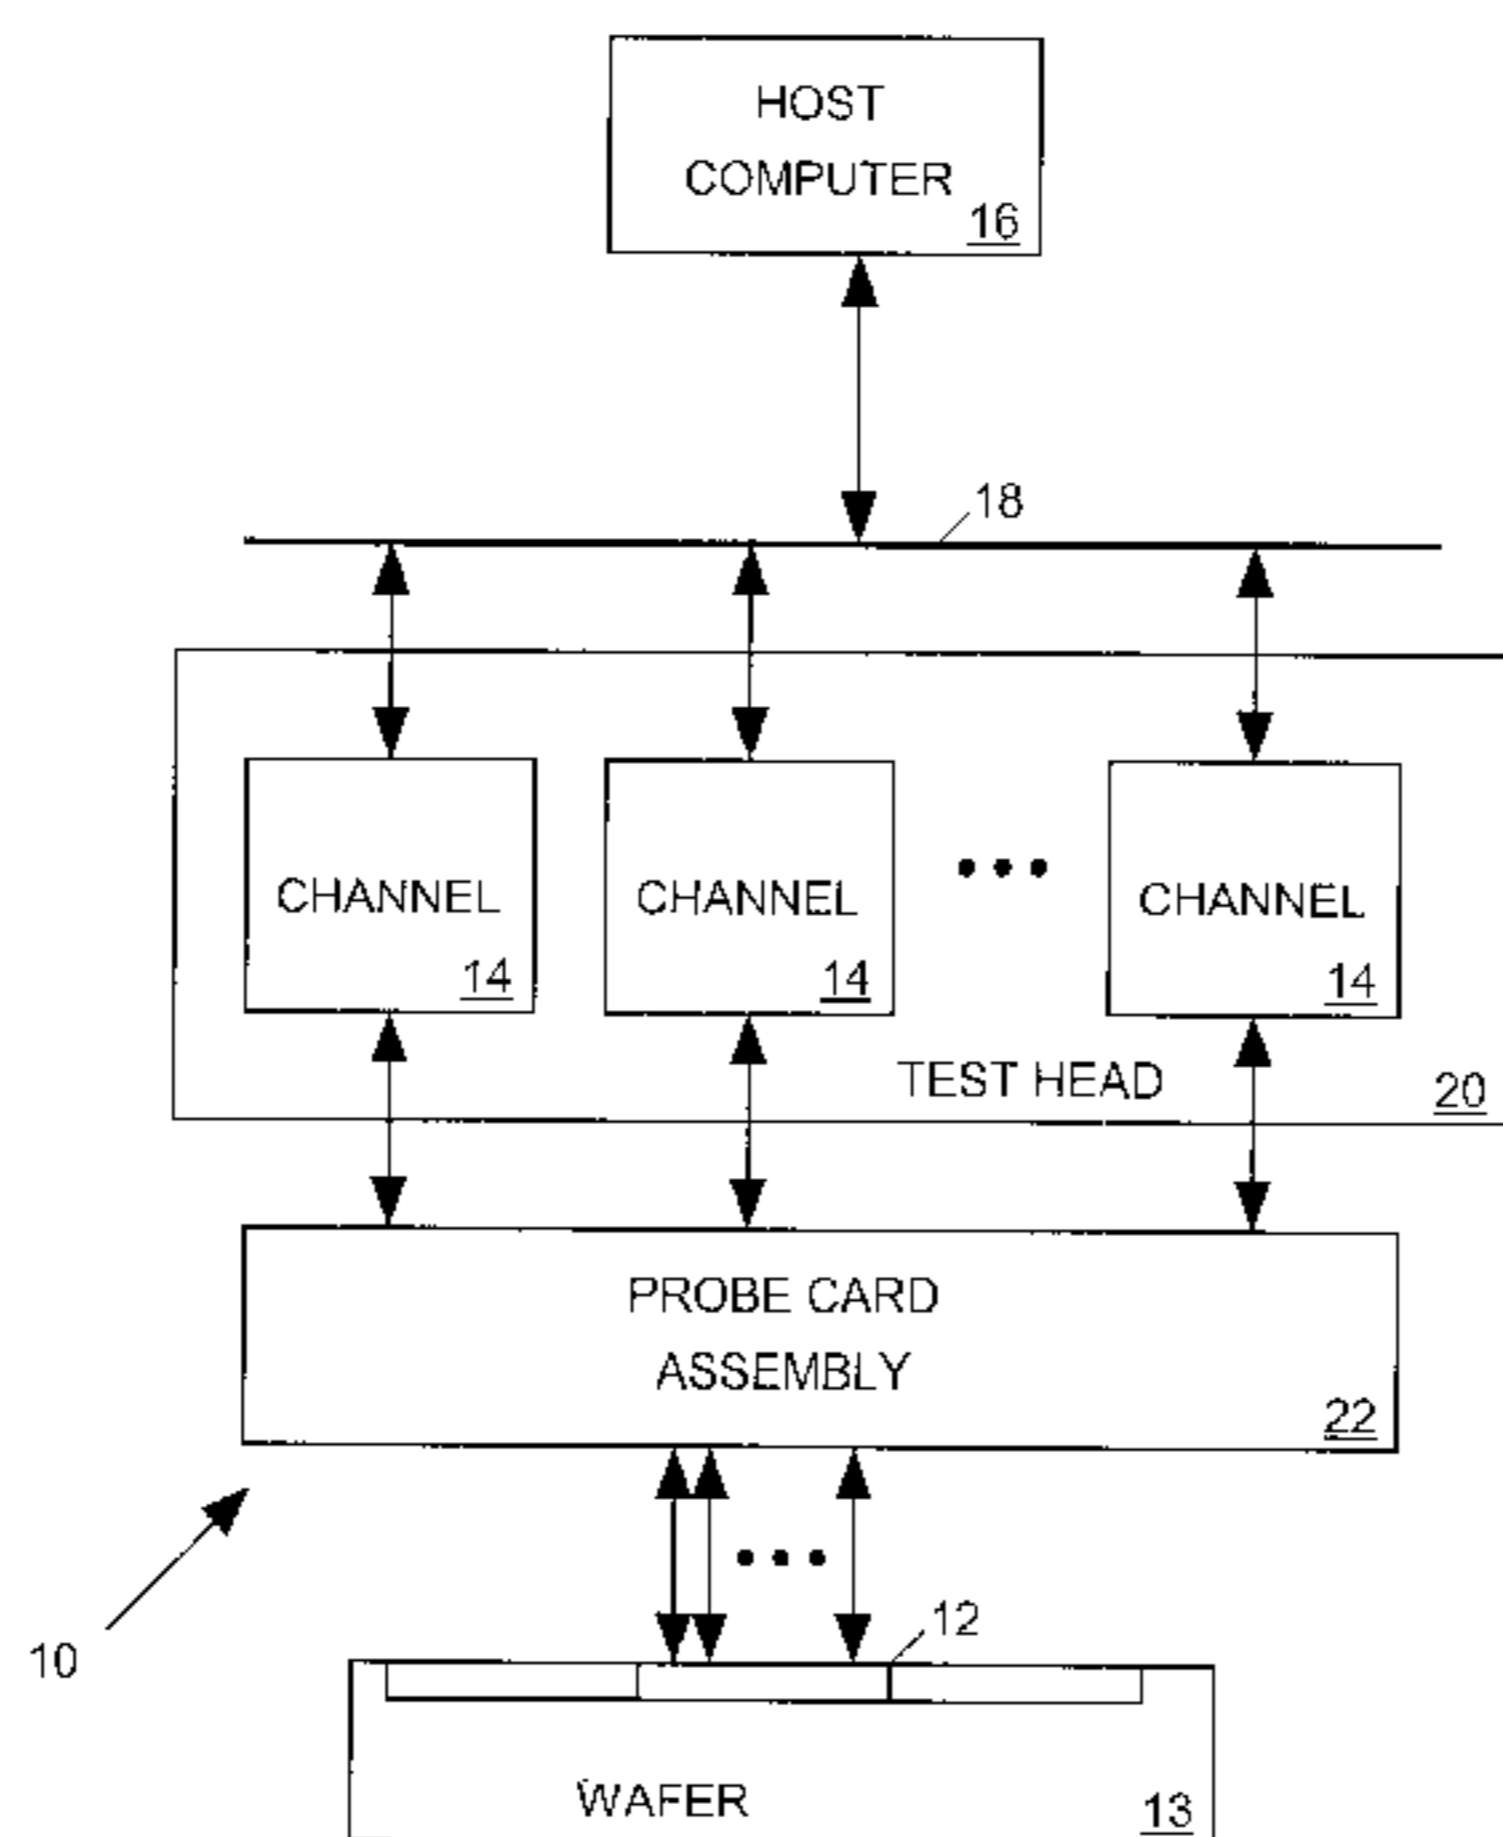 HOST
COMPUTER
16
18
CHANNEL
14
CHANNEL
14
•••
CHANNEL
14
TEST HEAD
20
PROBE CARD
ASSEMBLY
22
•••
10
12
WAFER
13